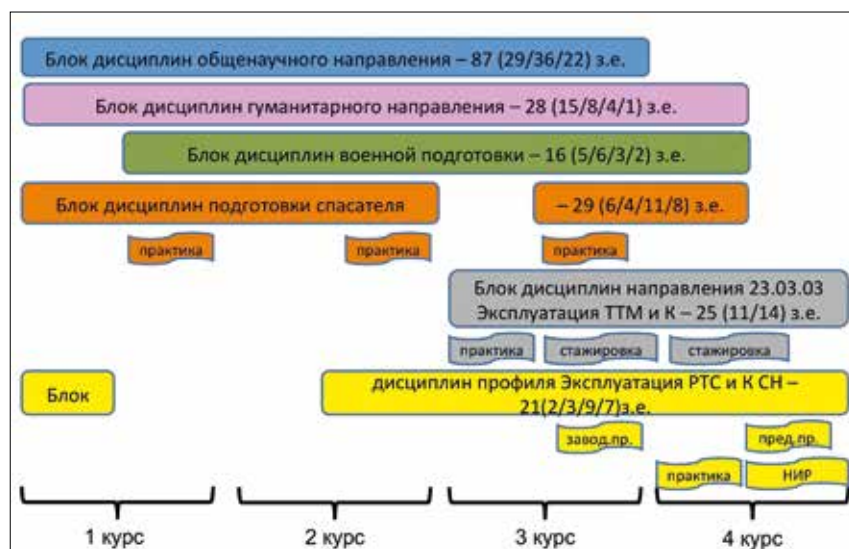 Блок дисциплин общенаучного направления – 87 (29/36/22) з.е.
Блок дисциплин гуманитарного направления – 28 (15/8/4/1) з.е.
Блок дисциплин военной подготовки – 16 (5/6/3/2) з.е.
Блок дисциплин подготовки спасателя – 29 (6/4/11/8) з.е.
практика практика практика
Блок дисциплин направления 23.03.03
Эксплуатация ТТМ и К – 25 (11/14) з.е.
практика стажировка стажировка
Блок дисциплин профиля Эксплуатация РТС и К СН –
21(2/3/9/7)з.е.
завод.пр. пред.пр.
практика НИР
1 курс 2 курс 3 курс 4 курс